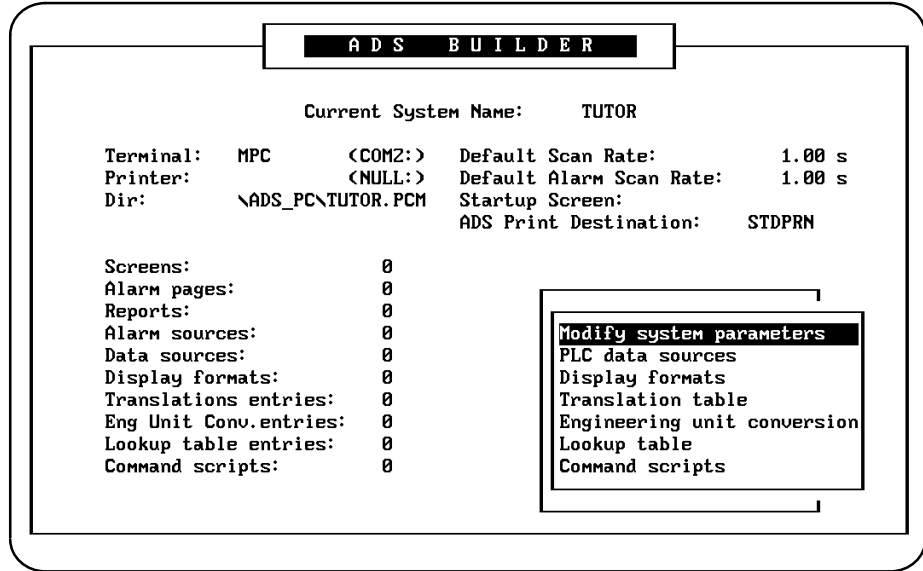 ADS BUILDER
Current System Name: TUTOR
Terminal: MPC (COM2:)
Printer: (NULL:)
Dir: \ADS_PC\TUTOR.PCM
Default Scan Rate: 1.00 s
Default Alarm Scan Rate: 1.00 s
Startup Screen:
ADS Print Destination: STDPRN
Screens: 0
Alarm pages: 0
Reports: 0
Alarm sources: 0
Data sources: 0
Display formats: 0
Translations entries: 0
Eng Unit Conv.entries: 0
Lookup table entries: 0
Command scripts: 0
Modify system parameters
PLC data sources
Display formats
Translation table
Engineering unit conversion
Lookup table
Command scripts